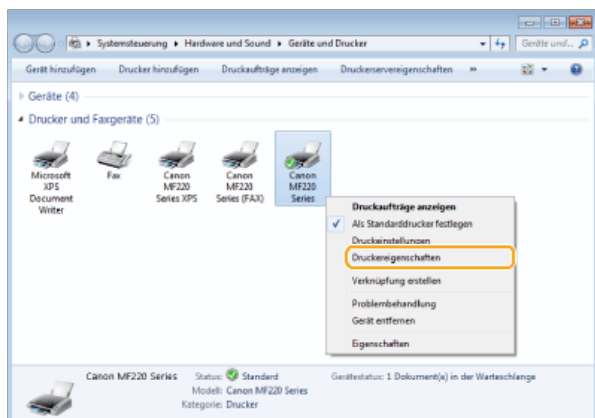 Systemsteuerung ▸ Hardware und Sound ▸ Geräte und Drucker
Geräte und...
Gerät hinzufügen Drucker hinzufügen Druckaufträge anzeigen Druckerservereigenschaften »
Geräte (4)
Drucker und Faxgeräte (5)
Microsoft XPS Document Writer
Fax
Canon MF220 Series XPS
Canon MF220 Series (FAX)
Canon MF220 Series
Druckaufträge anzeigen
Als Standarddrucker festlegen
Druckeinstellungen
Druckereigenschaften
Verknüpfung erstellen
Problembehandlung
Gerät entfernen
Eigenschaften
Canon MF220 Series Status: Standard Gerätestatus: 1 Dokument(e) in der Warteschlange
Modell: Canon MF220 Series
Kategorie: Drucker